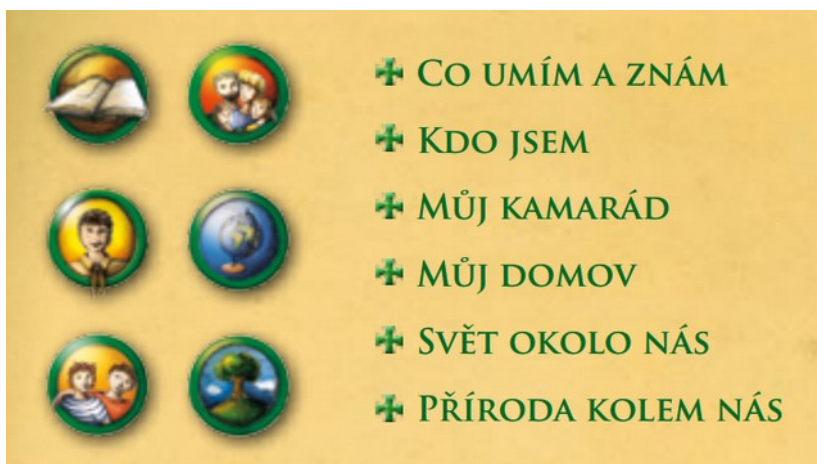 Co umím a znám
Kdo jsem
Můj kamarád
Můj domov
Svět okolo nás
Příroda kolem nás